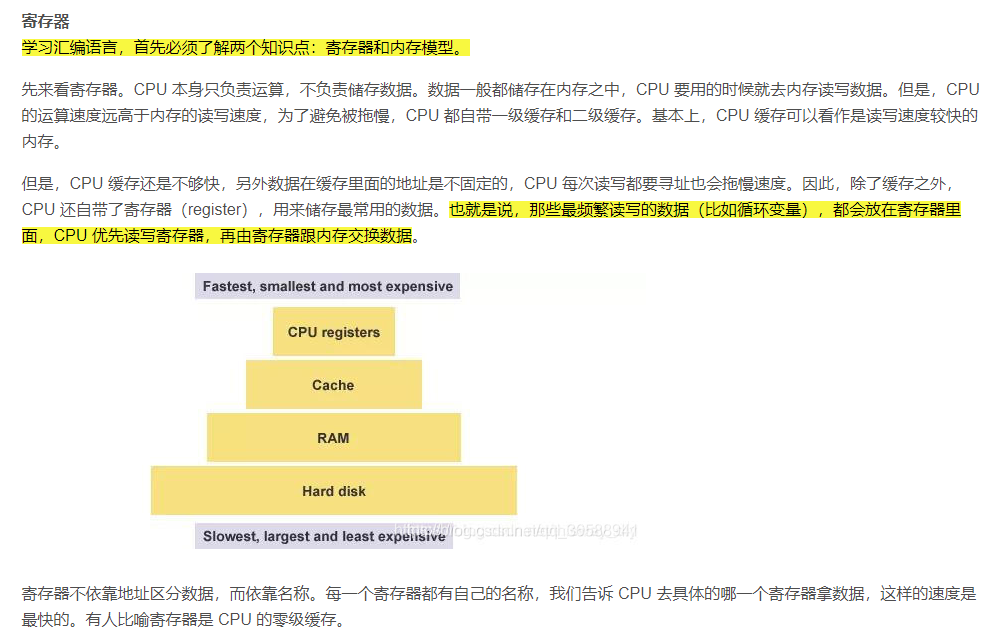 寄存器
学习汇编语言，首先必须了解两个知识点：寄存器和内存模型。
先来看寄存器。CPU 本身只负责运算，不负责储存数据。数据一般都储存在内存之中，CPU 要用的时候就去内存读写数据。但是，CPU
的运算速度远高于内存的读写速度，为了避免被拖慢，CPU 都自带一级缓存和二级缓存。基本上，CPU 缓存可以看作是读写速度较快的
内存。
但是，CPU 缓存还是不够快，另外数据在缓存里面的地址是不固定的，CPU 每次读写都要寻址也会拖慢速度。因此，除了缓存之外，
CPU 还自带了寄存器（register），用来储存最常用的数据。也就是说，那些最频繁读写的数据（比如循环变量），都会放在寄存器里
面，CPU 优先读写寄存器，再由寄存器跟内存交换数据。
Fastest, smallest and most expensive
CPU registers
Cache
RAM
Hard disk
Slowest, largest and least expensive
寄存器不依靠地址区分数据，而依靠名称。每一个寄存器都有自己的名称，我们告诉 CPU 去具体的哪一个寄存器拿数据，这样的速度是
最快的。有人比喻寄存器是 CPU 的零级缓存。